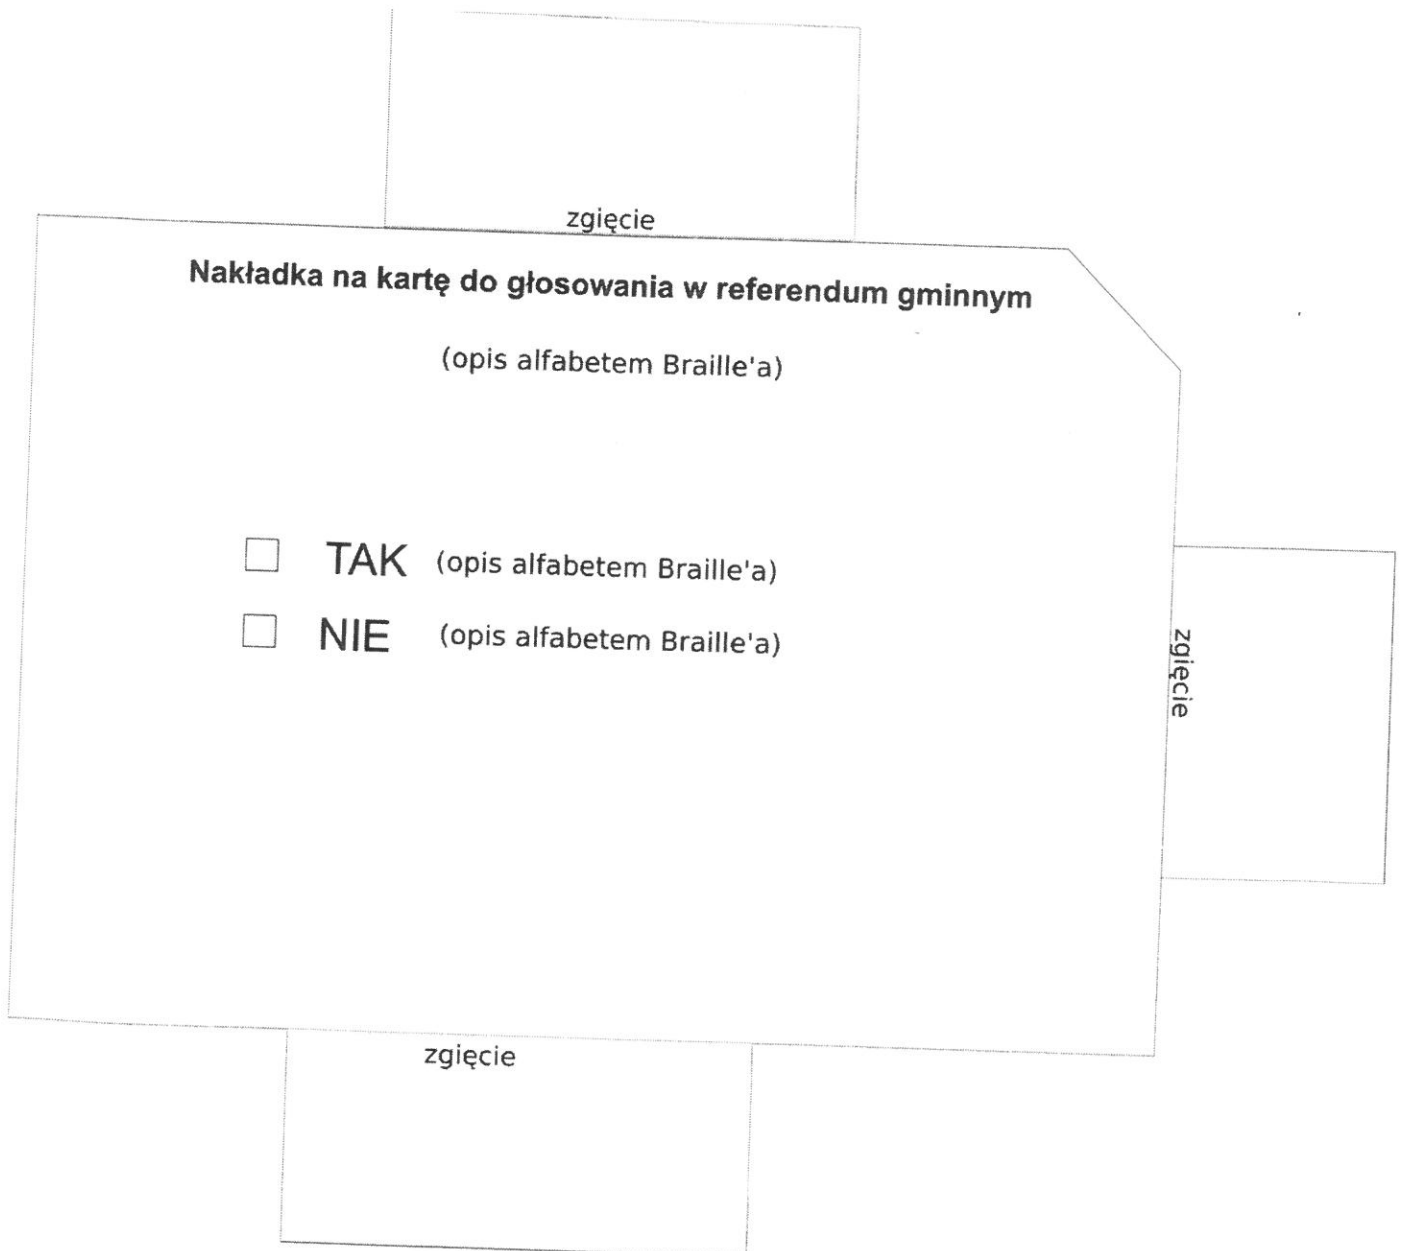 zgięcie
Nakładka na kartę do głosowania w referendum gminnym
(opis alfabetem Braille'a)
TAK (opis alfabetem Braille'a)
NIE (opis alfabetem Braille'a)
zgięcie
zgięcie